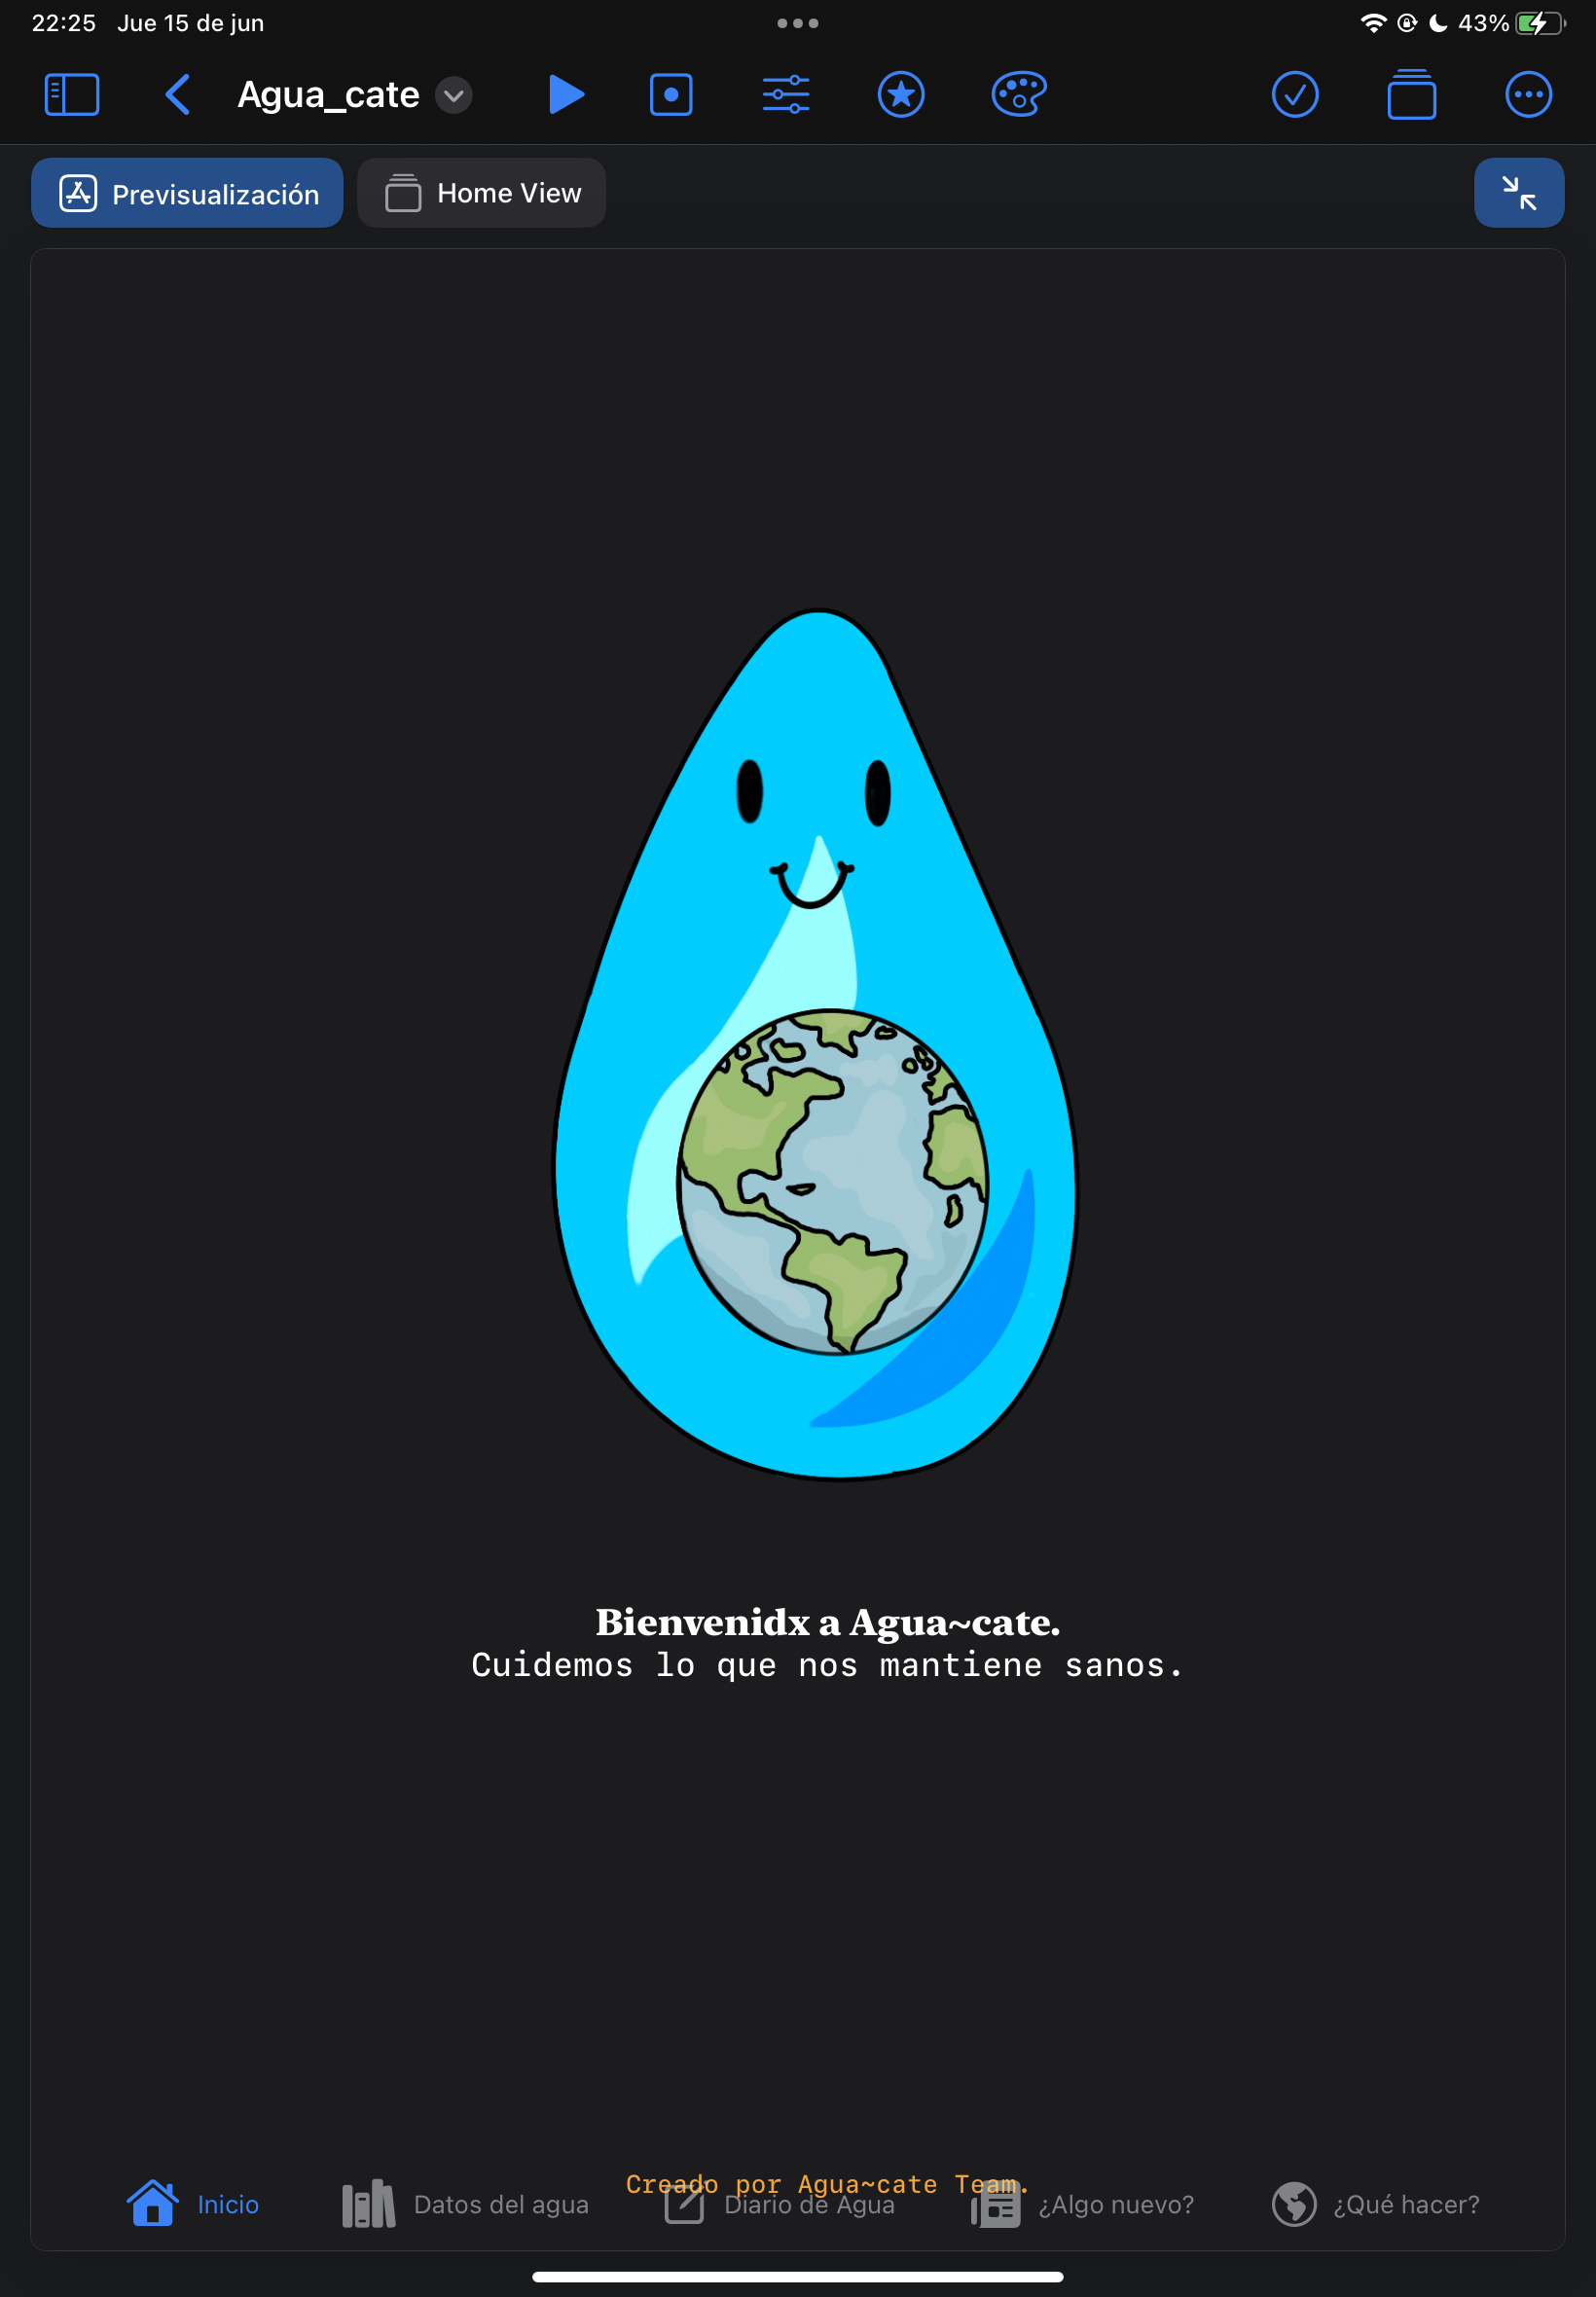 22:25 Jue 15 de jun
43%
Agua_cate
Previsualización
Home View
Bienvenidx a Agua~cate.
Cuidemos lo que nos mantiene sanos.
Creado por Agua~cate Team.
Inicio
Datos del agua
Diario de Agua
¿Algo nuevo?
¿Qué hacer?